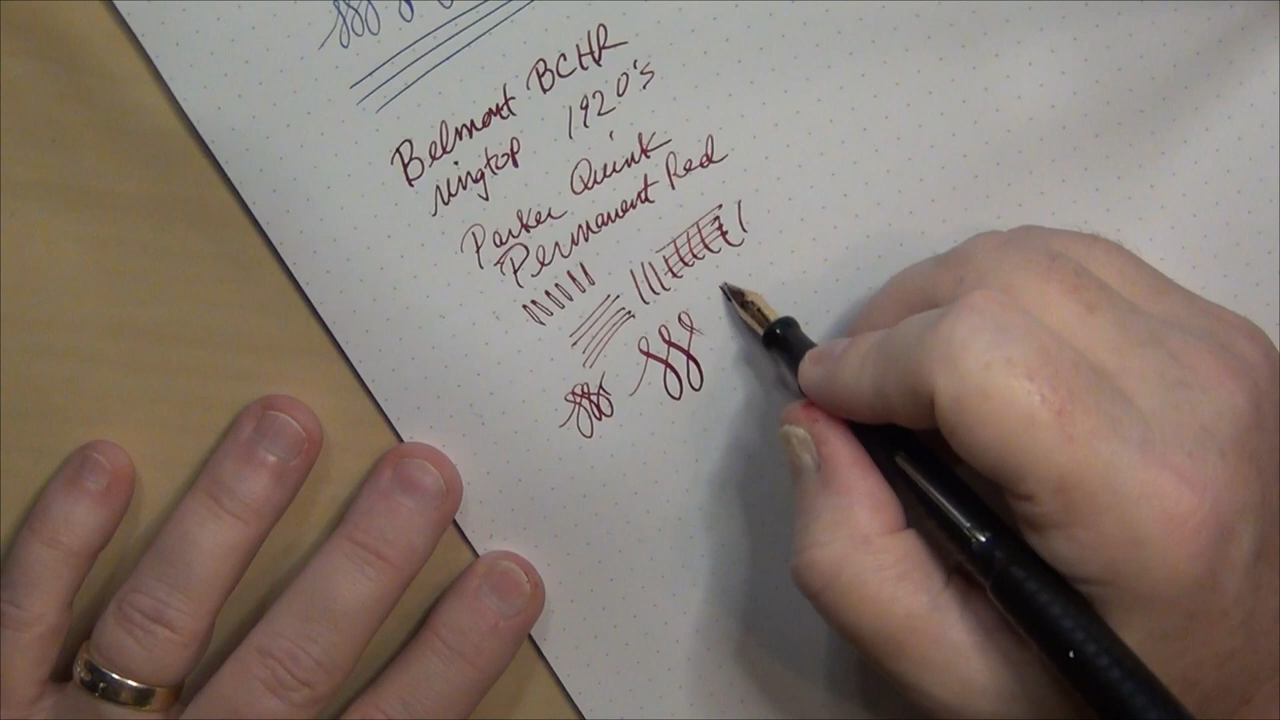 Belmont BCHR
ringtop 1920's
Parker Quink
Permanent Red